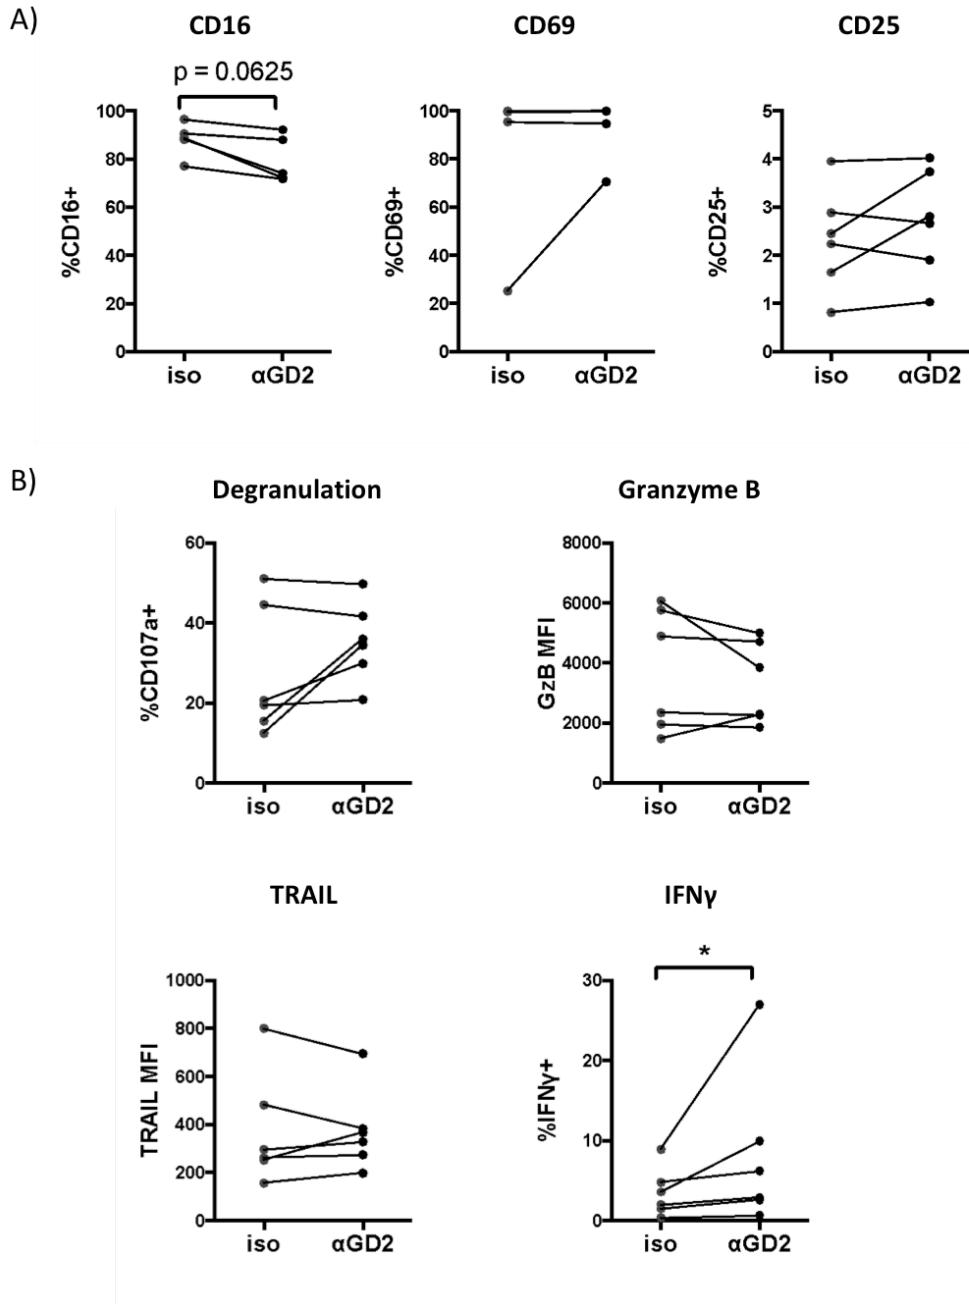 A)
CD16
CD69
CD25
p = 0.0625
%CD16+
100
80
60
40
20
0
iso
αGD2
%CD69+
100
80
60
40
20
0
iso
αGD2
%CD25+
5
4
3
2
1
0
iso
αGD2
B)
Degranulation
Granzyme B
%CD107a+
60
40
20
0
iso
αGD2
GzB MFI
8000
6000
4000
2000
0
iso
αGD2
TRAIL
IFNγ
TRAIL MFI
1000
800
600
400
200
0
iso
αGD2
*
%IFNγ+
30
20
10
0
iso
αGD2